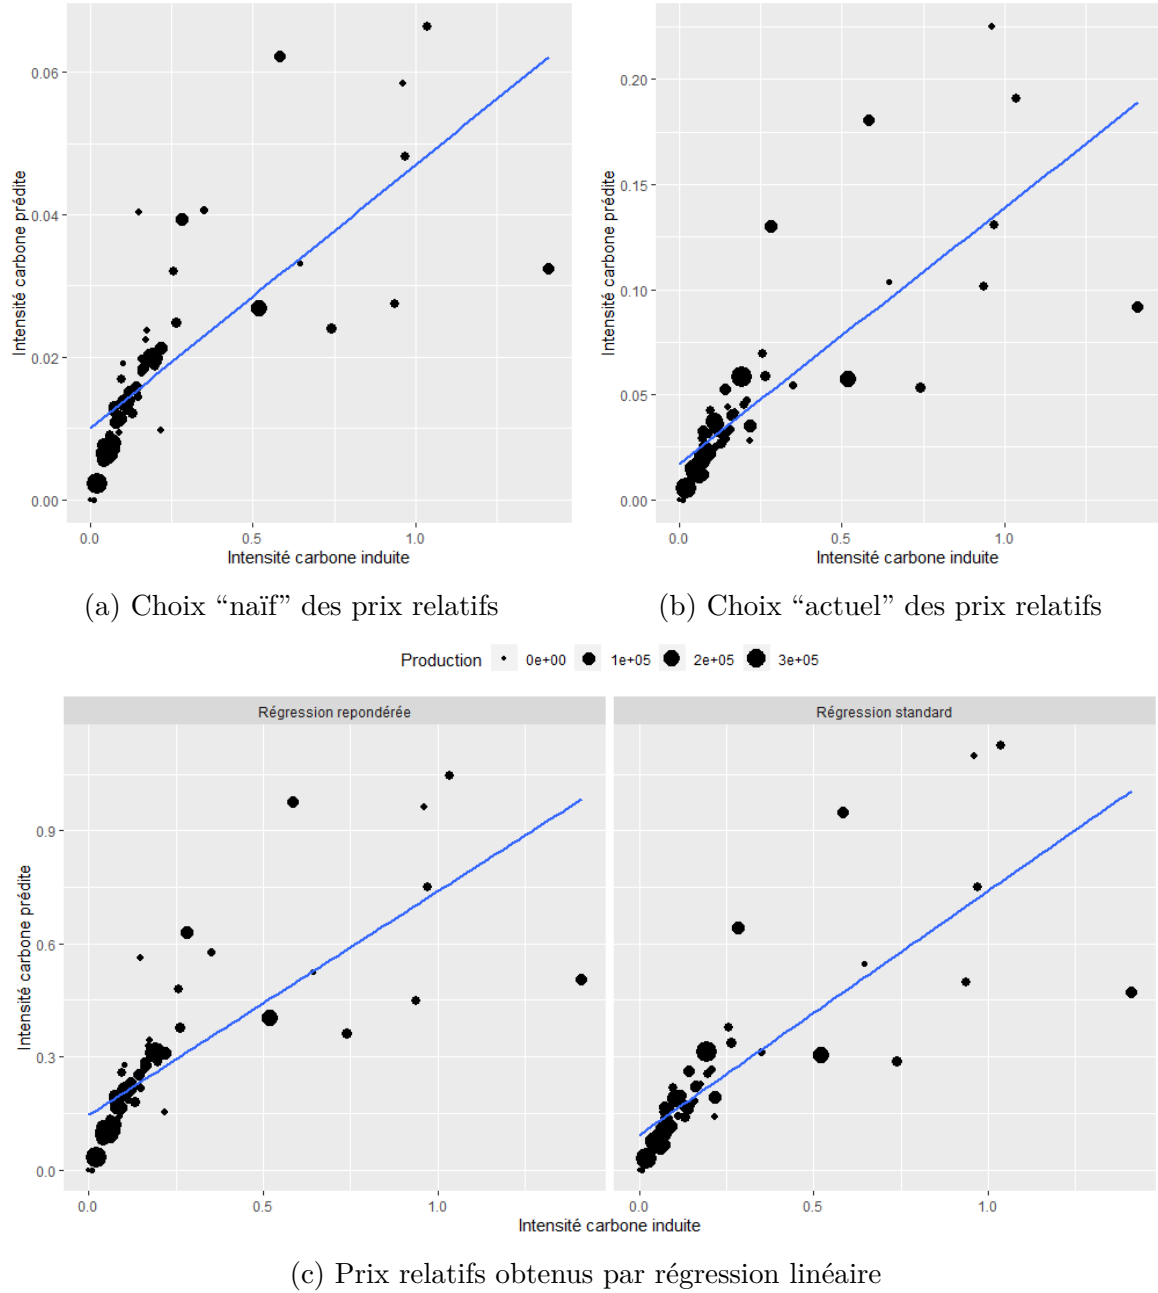 Intensité carbone prédite
0.06
0.04
0.02
0.00
0.0 0.5 1.0
Intensité carbone induite
(a) Choix “naïf” des prix relatifs
Intensité carbone prédite
0.20
0.15
0.10
0.05
0.00
0.0 0.5 1.0
Intensité carbone induite
(b) Choix “actuel” des prix relatifs
Production 0e+00 1e+05 2e+05 3e+05
Régression repondérée
Régression standard
Intensité carbone prédite
0.9
0.6
0.3
0.0
0.0 0.5 1.0
0.0 0.5 1.0
Intensité carbone induite
(c) Prix relatifs obtenus par régression linéaire